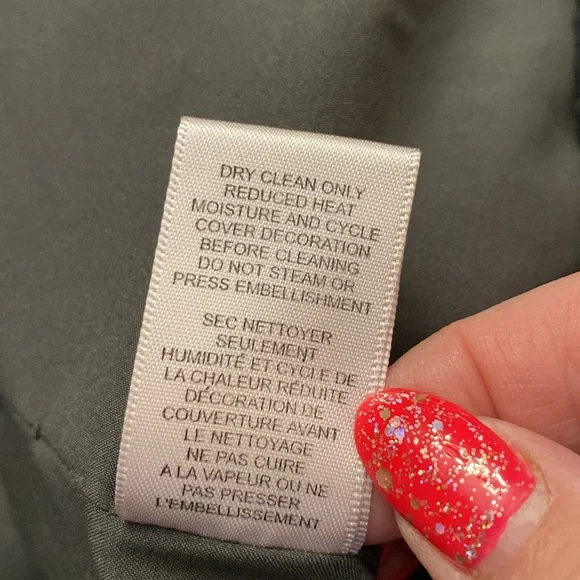 DRY CLEAN ONLY
REDUCED HEAT
MOISTURE AND CYCLE
COVER DECORATION
BEFORE CLEANING
DO NOT STEAM OR
PRESS EMBELLISHMENT
SEC NETTOYER
SEULEMENT
HUMIDITÉ ET CYCLE DE
LA CHALEUR RÉDUITE
DÉCORATION DE
COUVERTURE AVANT
LE NETTOYAGE
NE PAS CUIRE
A LA VAPEUR OU NE
PAS PRESSER
L'EMBELLISSEMENT